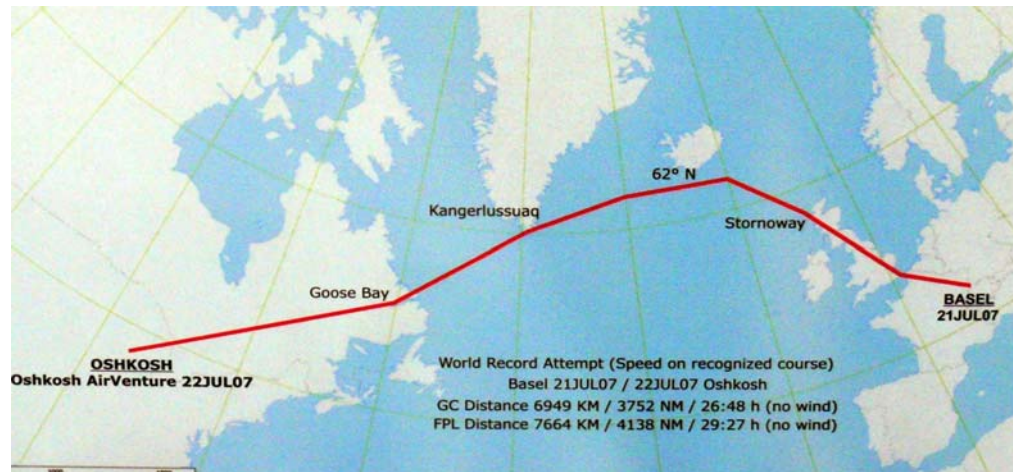 62° N
Kangerlussuaq
Stornoway
Goose Bay
BASEL
21JUL07
OSHKOSH
Oshkosh AirVenture 22JUL07
World Record Attempt (Speed on recognized course)
Basel 21JUL07 / 22JUL07 Oshkosh
GC Distance 6949 KM / 3752 NM / 26:48 h (no wind)
FPL Distance 7664 KM / 4138 NM / 29:27 h (no wind)